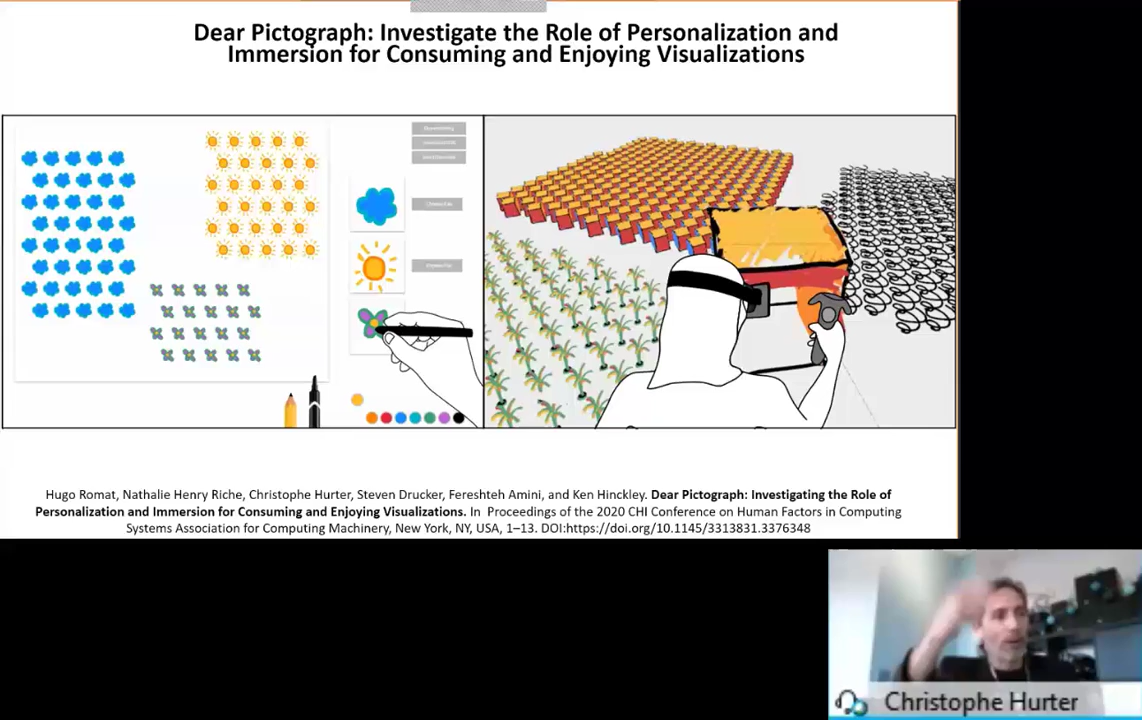 Dear Pictograph: Investigate the Role of Personalization and
Immersion for Consuming and Enjoying Visualizations
Hugo Romat, Nathalie Henry Riche, Christophe Hurter, Steven Drucker, Fereshteh Amini, and Ken Hinckley. Dear Pictograph: Investigating the Role of
Personalization and Immersion for Consuming and Enjoying Visualizations. In Proceedings of the 2020 CHI Conference on Human Factors in Computing
Systems Association for Computing Machinery, New York, NY, USA, 1–13. DOI:https://doi.org/10.1145/3313831.3376348
Christophe Hurter